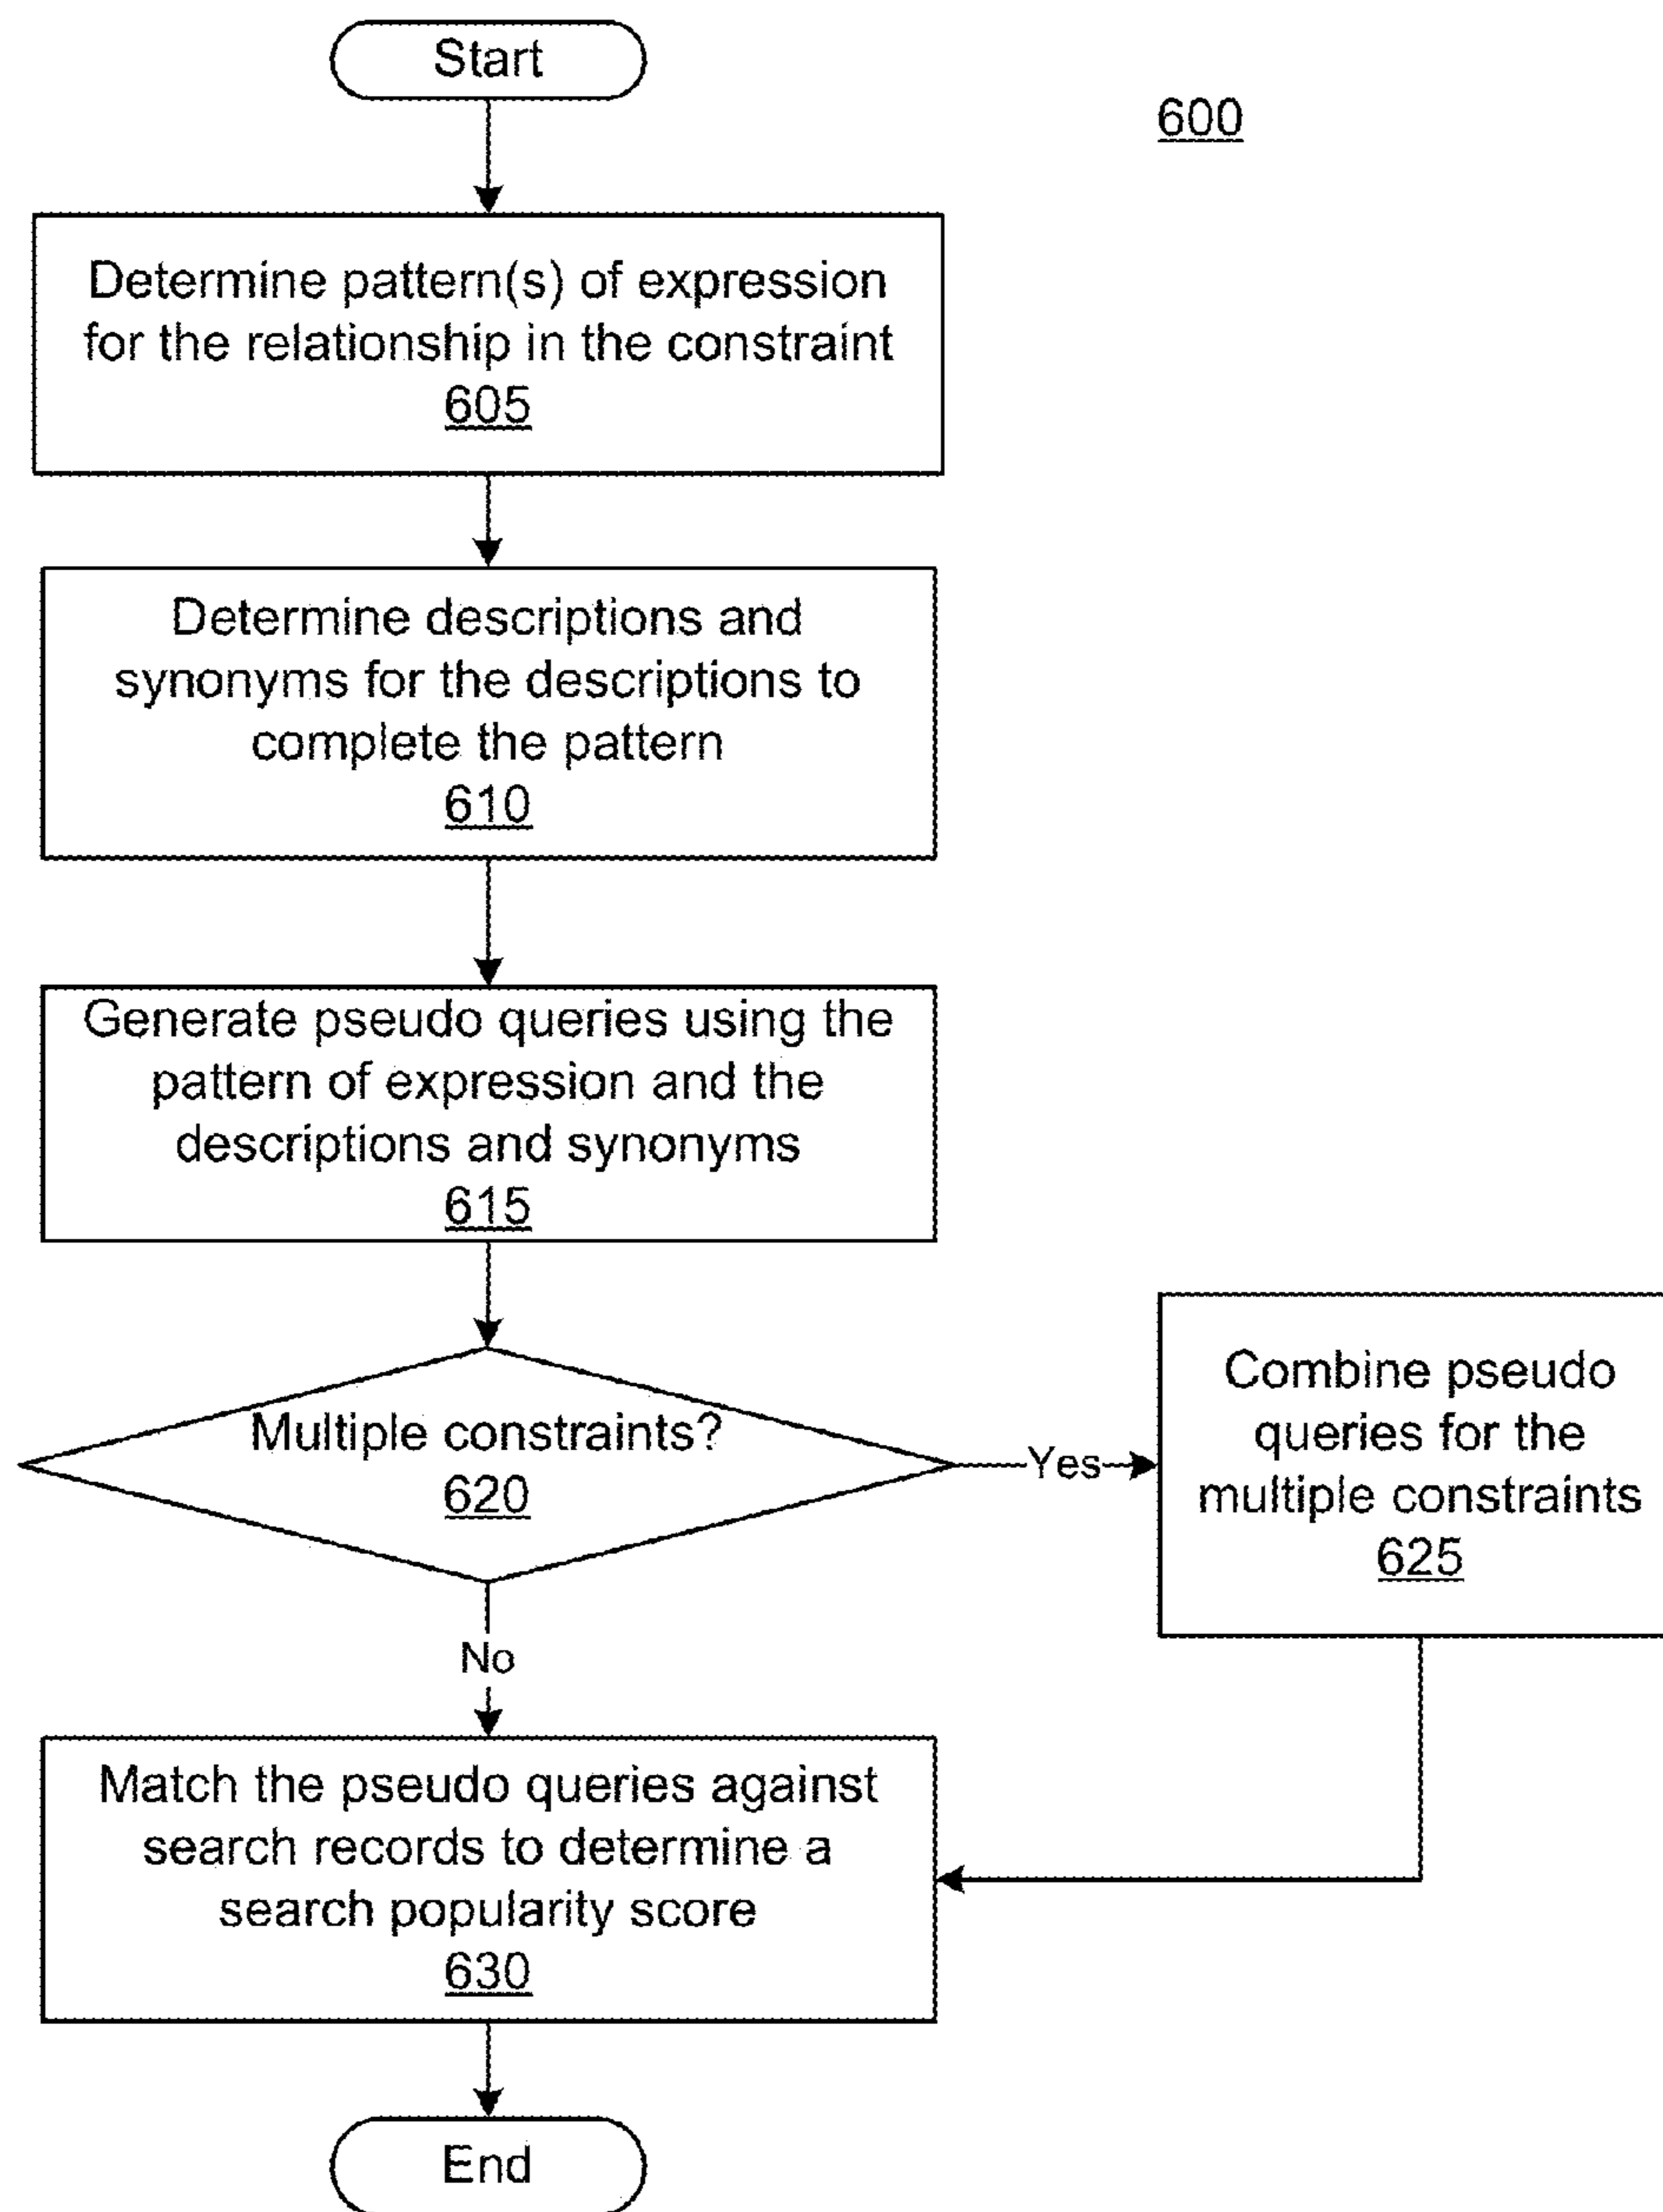 Start
600
Determine pattern(s) of expression
for the relationship in the constraint
605
Determine descriptions and
synonyms for the descriptions to
complete the pattern
610
Generate pseudo queries using the
pattern of expression and the
descriptions and synonyms
615
Multiple constraints?
620
Yes
Combine pseudo
queries for the
multiple constraints
625
No
Match the pseudo queries against
search records to determine a
search popularity score
630
End